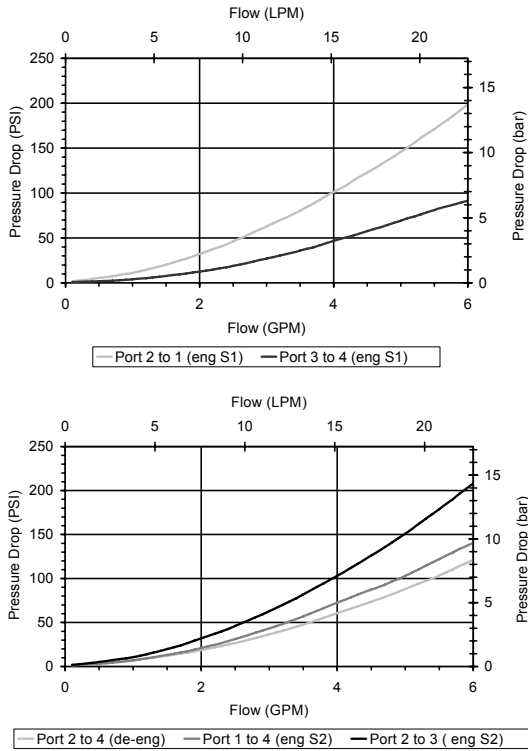 Flow (LPM)
0 5 10 15 20
250
200
150
100
50
0
Pressure Drop (PSI)
15
10
5
0
Pressure Drop (bar)
0 2 4 6
Flow (GPM)
Port 2 to 1 (eng S1) Port 3 to 4 (eng S1)
Flow (LPM)
0 5 10 15 20
250
200
150
100
50
0
Pressure Drop (PSI)
15
10
5
0
Pressure Drop (bar)
0 2 4 6
Flow (GPM)
Port 2 to 4 (de-eng) Port 1 to 4 (eng S2) Port 2 to 3 ( eng S2)